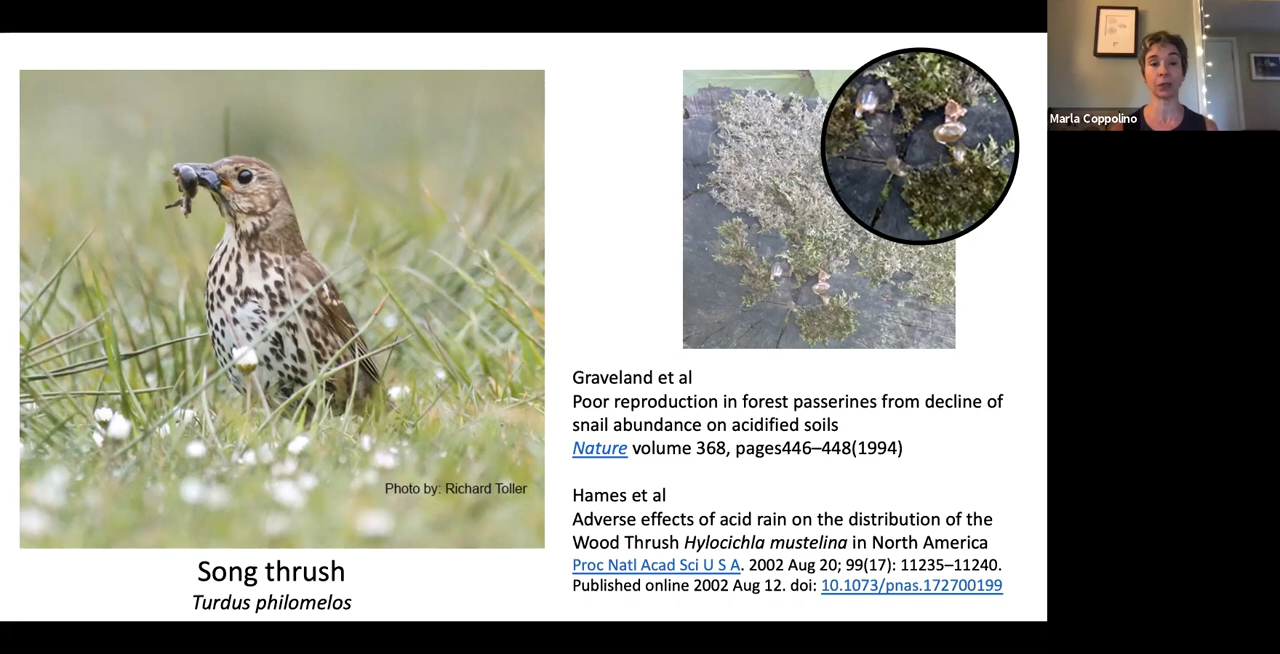 Marla Coppolino
Photo by: Richard Toller
Song thrush
Turdus philomelos
Graveland et al
Poor reproduction in forest passerines from decline of
snail abundance on acidified soils
Nature volume 368, pages446–448(1994)
Hames et al
Adverse effects of acid rain on the distribution of the
Wood Thrush Hylocichla mustelina in North America
Proc Natl Acad Sci U S A. 2002 Aug 20; 99(17): 11235–11240.
Published online 2002 Aug 12. doi: 10.1073/pnas.172700199